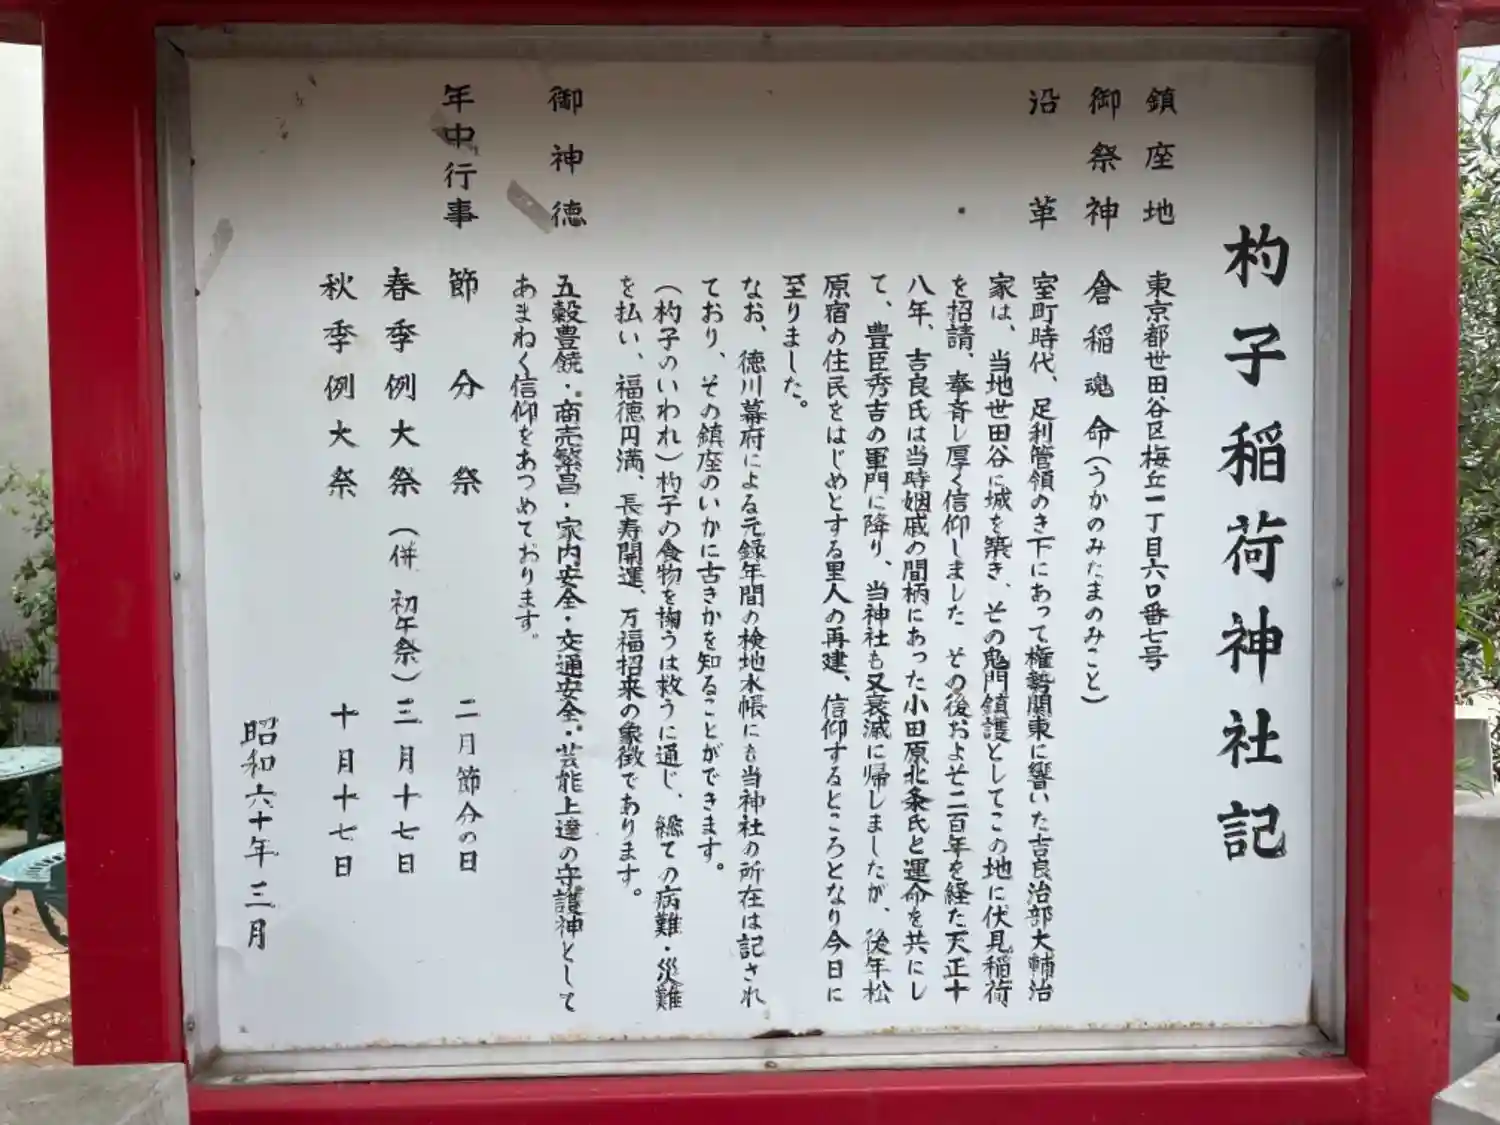 杓子稲荷神社記
鎮座地　東京都世田谷区梅丘一丁目六〇番七号
御祭神　倉稲魂命（うかのみたまのみこと）
沿革　室町時代、足利管領のき下にあって権勢関東に響いた吉良治部大輔治
家は、当地世田谷に城を築き、その鬼門鎮護としてこの地に伏見稲荷
を招請、奉斉し厚く信仰しました　その後およそ二百年を経た天正十
八年、吉良氏は当時姻戚の間柄にあった小田原北条氏と運命を共にし
て、豊臣秀吉の軍門に降り、当神社も又衰滅に帰しましたが、後年松
原宿の住民をはじめとする里人の再建、信仰するところとなり今日に
至りました。
なお、徳川幕府による元録年間の検地水帳にも当神社の所在は記され
ており、その鎮座のいかに古きかを知ることができます。
（杓子のいわれ）杓子の食物を掬うは救うに通じ、総ての病難・災難
を払い、福徳円満、長寿開運、万福招来の象徴であります。
御神徳　五穀豊饒・商売繁昌・家内安全・交通安全・芸能上達の守護神として
あまねく信仰をあつめております。
年中行事　節分祭　二月節分の日
春季例大祭（併　初午祭）三月十七日
秋季例大祭　十月十七日
昭和六十年三月